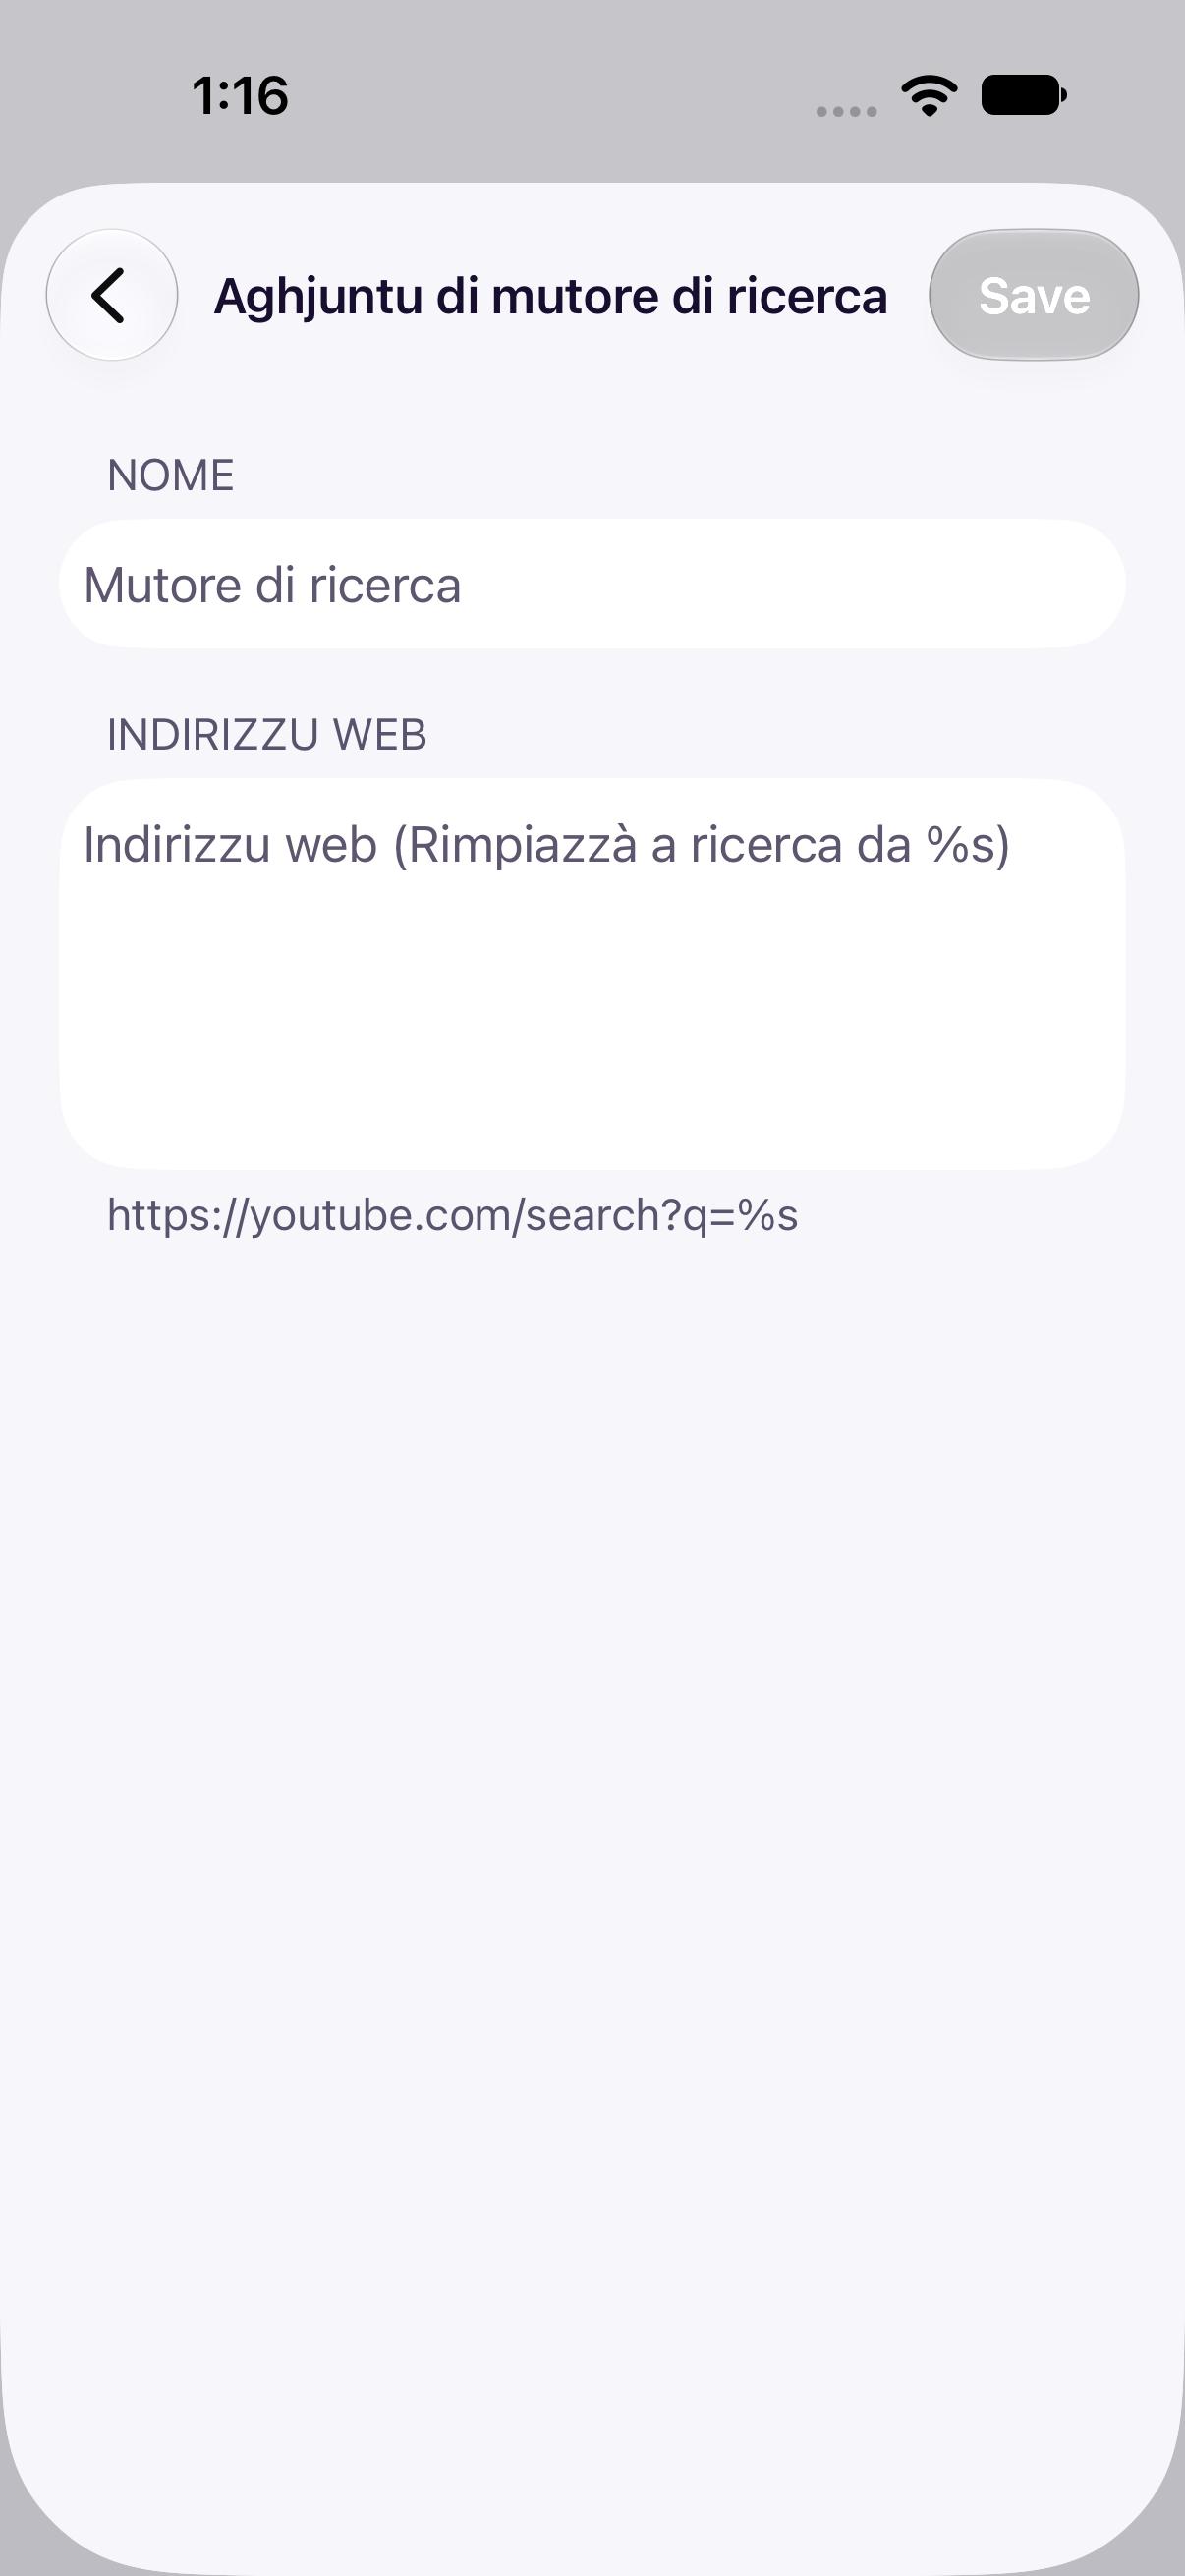 1:16
Aghjuntu di mutore di ricerca
Save
NOME
Mutore di ricerca
INDIRIZZU WEB
Indirizzu web (Rimpiazzà a ricerca da %s)
https://youtube.com/search?q=%s